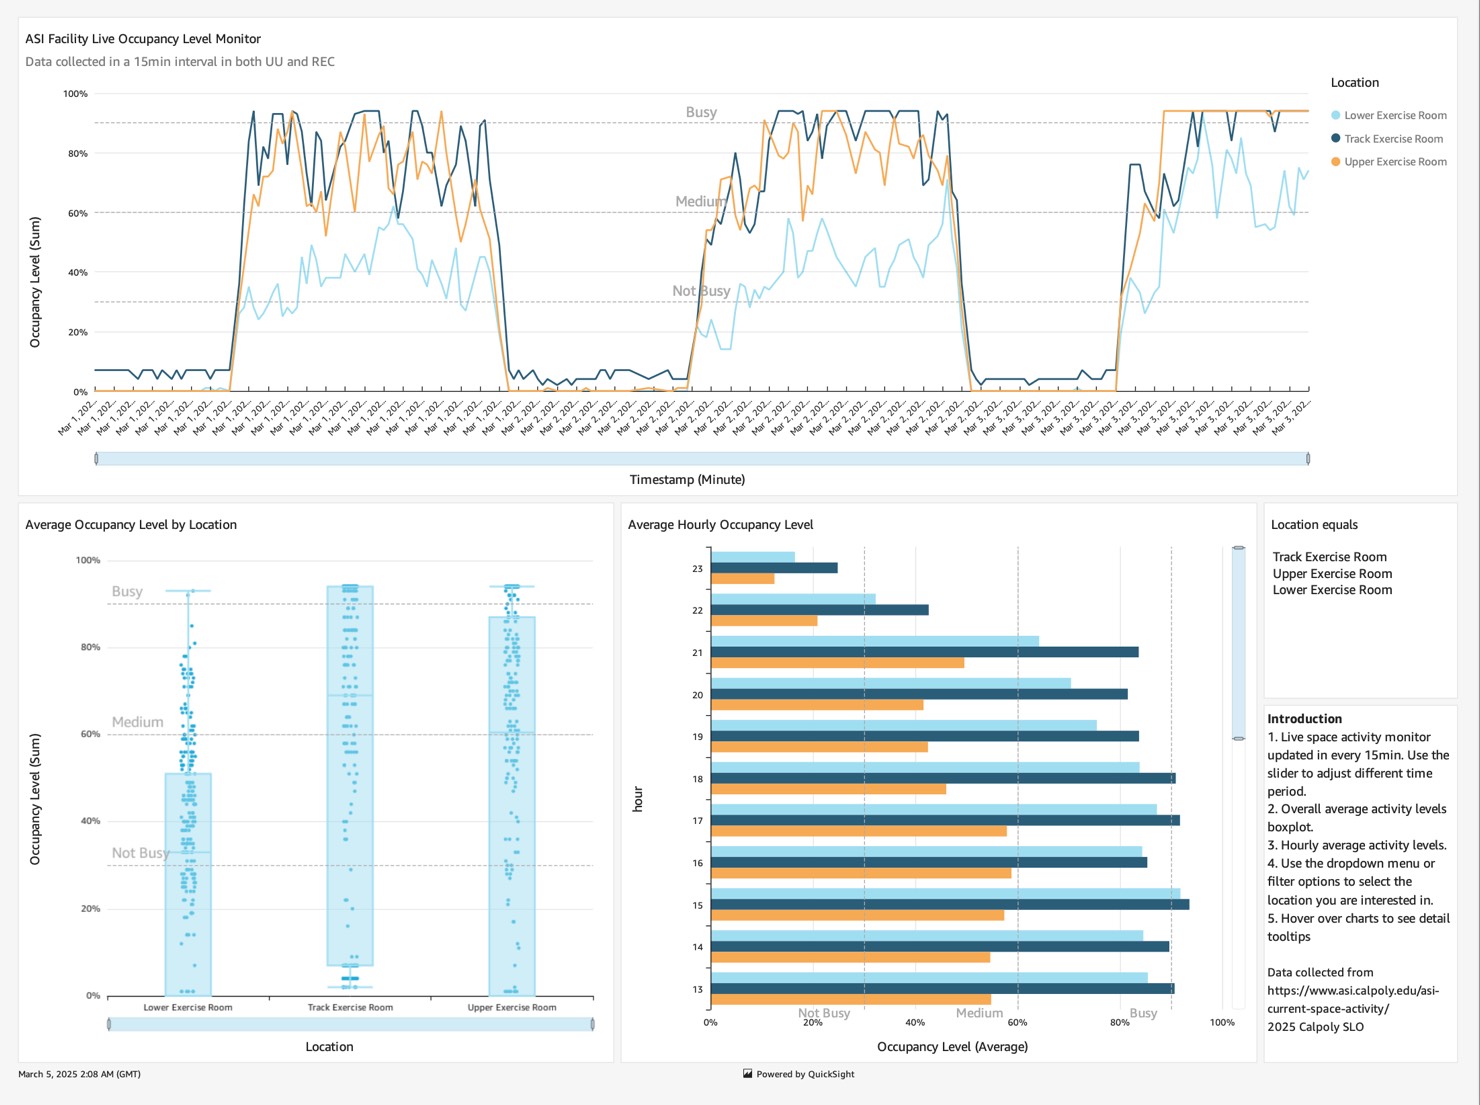 ASI Facility Live Occupancy Level Monitor
Data collected in a 15min interval in both UU and REC
Location
Lower Exercise Room
Track Exercise Room
Upper Exercise Room
Occupancy Level (Sum)
100%
80%
60%
40%
20%
0%
Busy
Medium
Not Busy
Mar 1, 202... Mar 1, 202... Mar 1, 202... Mar 1, 202... Mar 1, 202... Mar 1, 202... Mar 1, 202... Mar 1, 202... Mar 1, 202... Mar 1, 202... Mar 1, 202... Mar 1, 202... Mar 1, 202... Mar 1, 202... Mar 1, 202... Mar 1, 202... Mar 1, 202... Mar 1, 202... Mar 1, 202... Mar 1, 202... Mar 1, 202... Mar 1, 202... Mar 2, 202... Mar 2, 202... Mar 2, 202... Mar 2, 202... Mar 2, 202... Mar 2, 202... Mar 2, 202... Mar 2, 202... Mar 2, 202... Mar 2, 202... Mar 2, 202... Mar 2, 202... Mar 2, 202... Mar 2, 202... Mar 2, 202... Mar 2, 202... Mar 2, 202... Mar 2, 202... Mar 2, 202... Mar 2, 202... Mar 2, 202... Mar 2, 202... Mar 2, 202... Mar 2, 202... Mar 2, 202... Mar 3, 202... Mar 3, 202... Mar 3, 202... Mar 3, 202... Mar 3, 202... Mar 3, 202... Mar 3, 202... Mar 3, 202... Mar 3, 202... Mar 3, 202... Mar 3, 202... Mar 3, 202... Mar 3, 202... Mar 3, 202... Mar 3, 202... Mar 3, 202...
Timestamp (Minute)
Average Occupancy Level by Location
Occupancy Level (Sum)
100%
80%
60%
40%
20%
0%
Busy
Medium
Not Busy
Lower Exercise Room
Track Exercise Room
Upper Exercise Room
Location
Average Hourly Occupancy Level
hour
23
22
21
20
19
18
17
16
15
14
13
Not Busy
Medium
Busy
0%
20%
40%
60%
80%
100%
Occupancy Level (Average)
Location equals
Track Exercise Room
Upper Exercise Room
Lower Exercise Room
Introduction
1. Live space activity monitor
updated in every 15min. Use the
slider to adjust different time
period.
2. Overall average activity levels
boxplot.
3. Hourly average activity levels.
4. Use the dropdown menu or
filter options to select the
location you are interested in.
5. Hover over charts to see detail
tooltips
Data collected from
https://www.asi.calpoly.edu/asi-
current-space-activity/
2025 Calpoly SLO
March 5, 2025 2:08 AM (GMT)
Powered by QuickSight